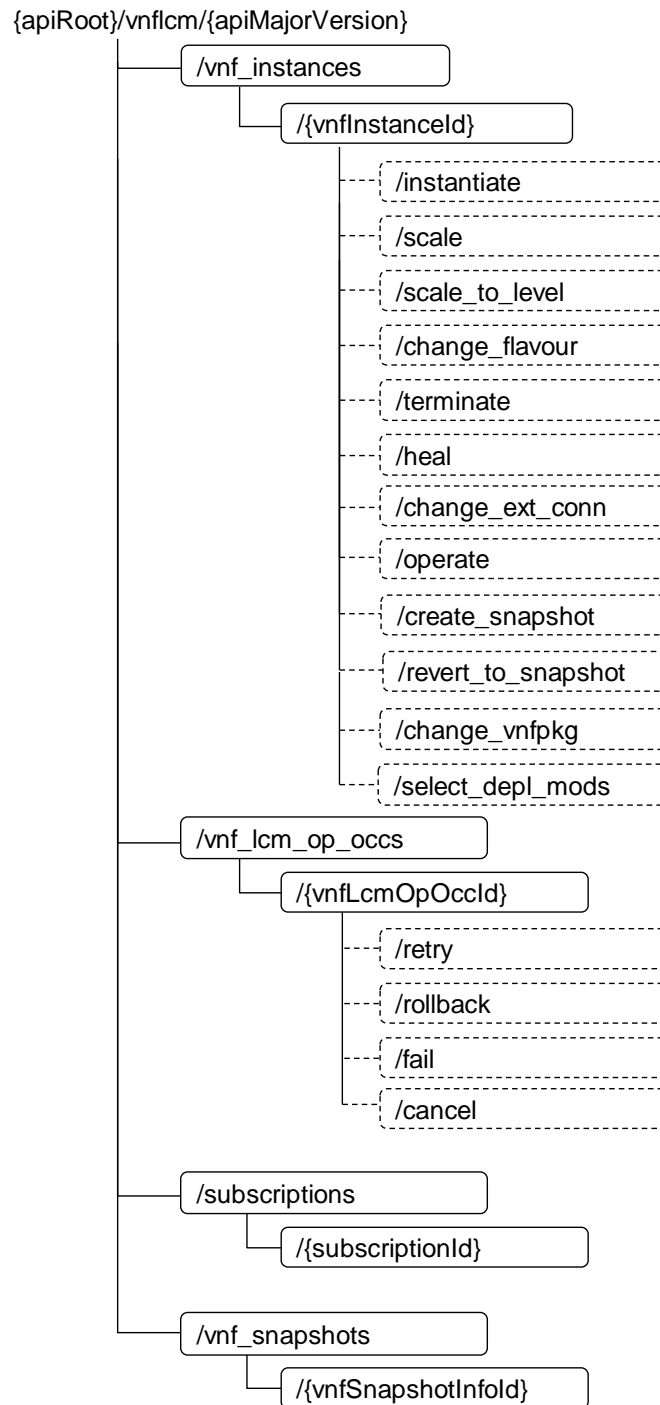 {apiRoot}/vnflcm/{apiMajorVersion}
/vnf_instances
/{vnfInstanceId}
/instantiate
/scale
/scale_to_level
/change_flavour
/terminate
/heal
/change_ext_conn
/operate
/create_snapshot
/revert_to_snapshot
/change_vnfpkg
/select_depl_mods
/vnf_lcm_op_occs
/{vnfLcmOpOccId}
/retry
/rollback
/fail
/cancel
/subscriptions
/{subscriptionId}
/vnf_snapshots
/{vnfSnapshotInfoId}